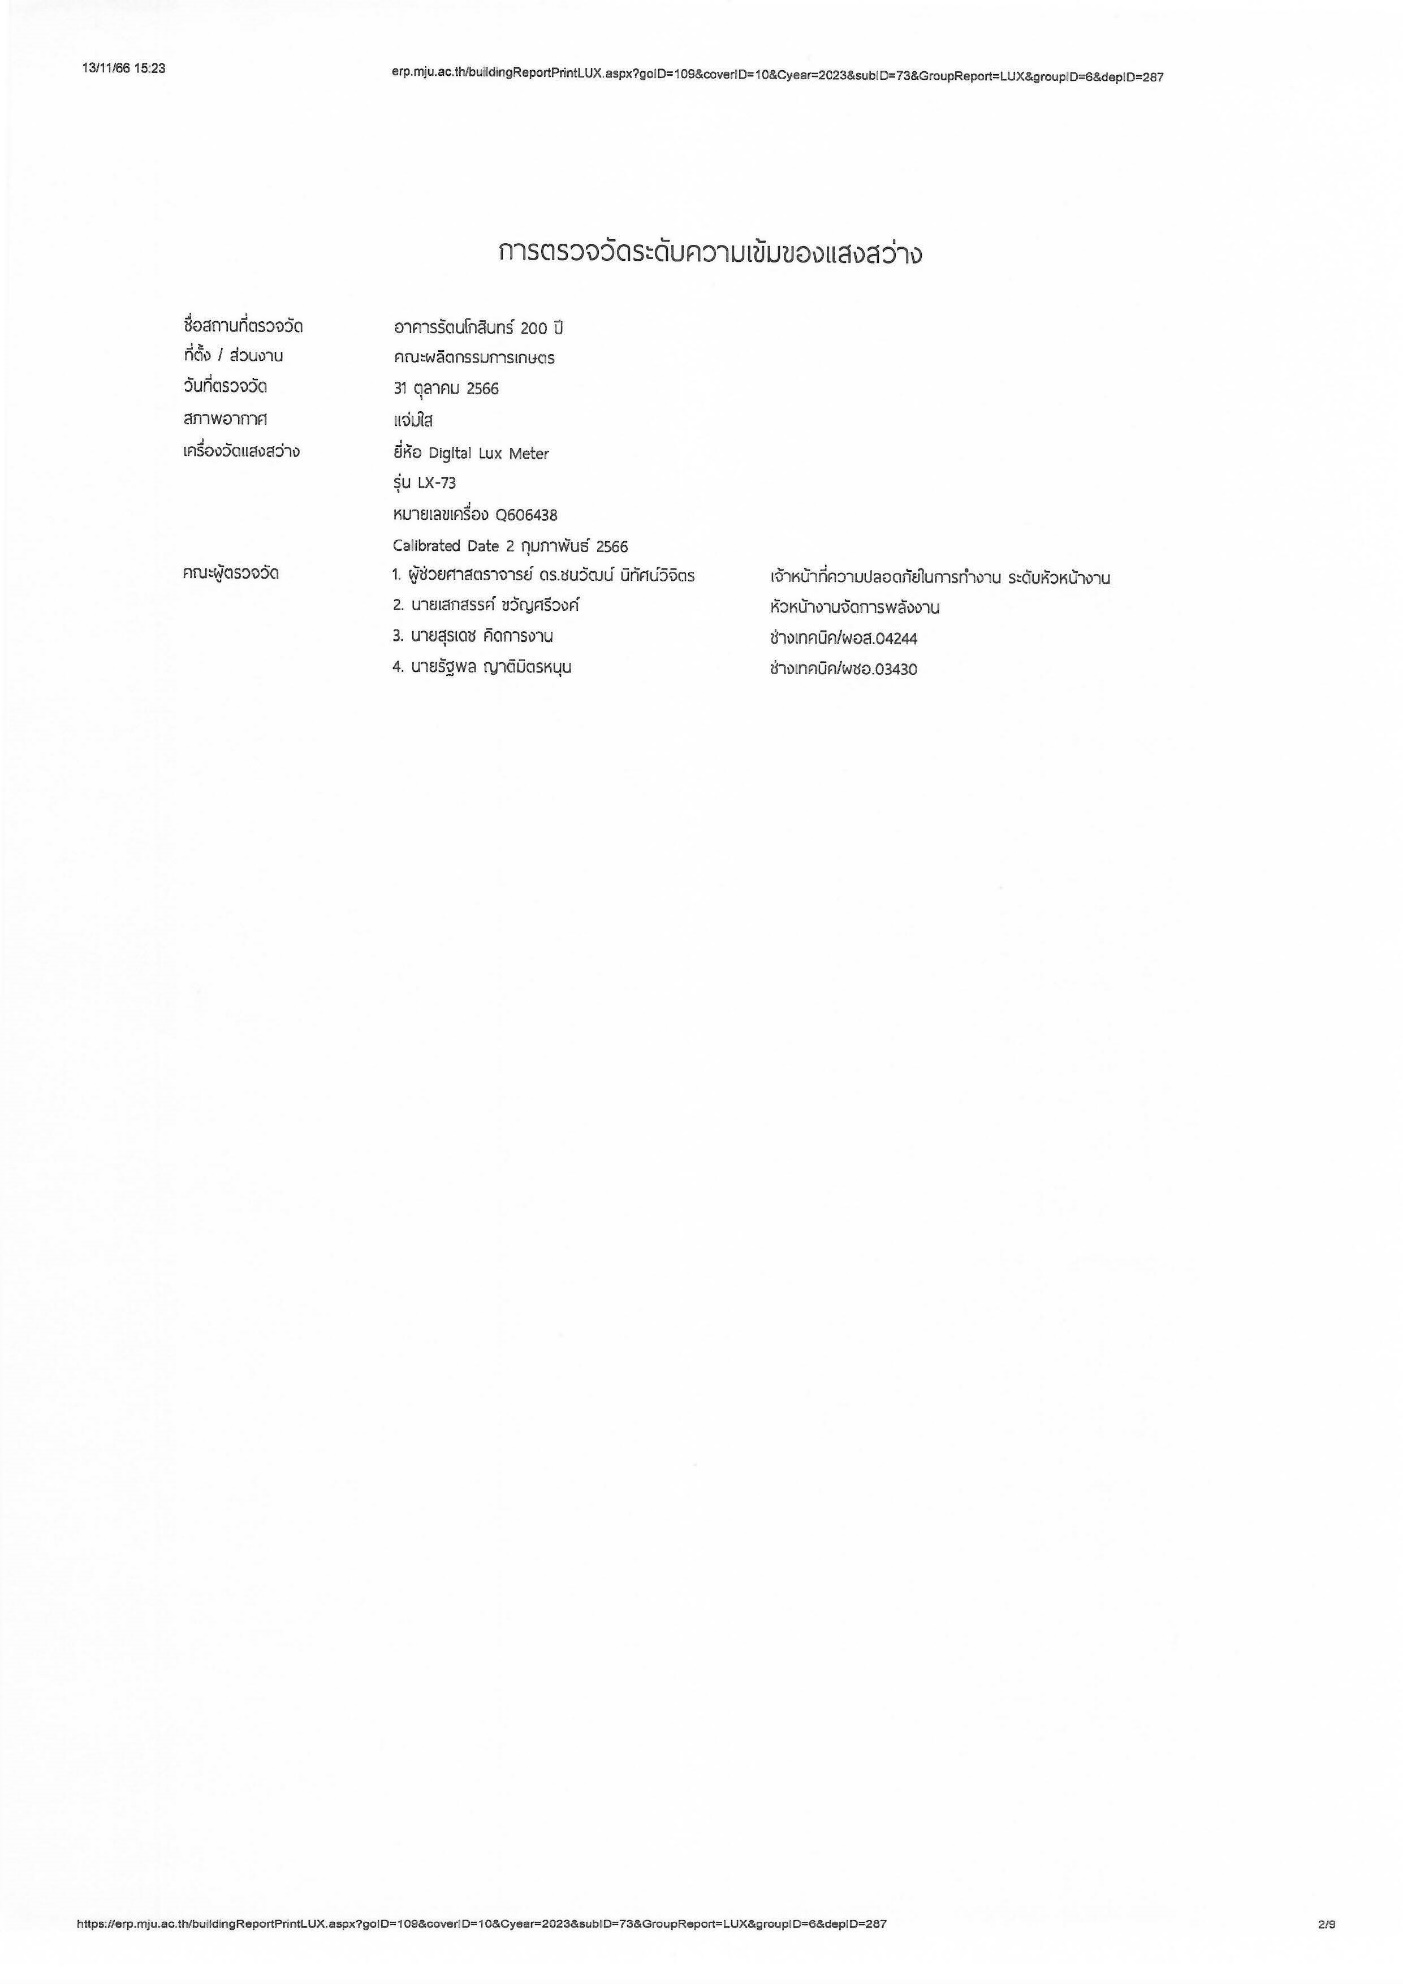 13/11/66 15:23 erp.mju.ac.th/buildingReportPrintLUX.aspx?goID=109&coverID=10&Cyear=2023&subID=73&GroupReport=LUX&groupID=6&depID=287
การตรวจวัดระดับความเข้มของแสงสว่าง
ชื่อสถานที่ตรวจวัด อาคารรัตนโกสินทร์ 200 ปี
ที่ตั้ง / ส่วนงาน คณะผลิตกรรมการเกษตร
วันที่ตรวจวัด 31 ตุลาคม 2566
สภาพอากาศ แจ่มใส
เครื่องวัดแสงสว่าง ยี่ห้อ Digital Lux Meter
รุ่น LX-73
หมายเลขเครื่อง Q606438
Calibrated Date 2 กุมภาพันธ์ 2566
คณะผู้ตรวจวัด 1. ผู้ช่วยศาสตราจารย์ ดร.ชนวัฒน์ นิทัศน์วิจิตร เจ้าหน้าที่ความปลอดภัยในการทำงาน ระดับหัวหน้างาน
2. นายเสกสรรค์ ขวัญศรีวงค์ หัวหน้างานจัดการพลังงาน
3. นายสุรเดช คิดการงาน ช่างเทคนิค/ผอส.04244
4. นายรัฐพล ญาติมิตรหนุน ช่างเทคนิค/ผชอ.03430
https://erp.mju.ac.th/buildingReportPrintLUX.aspx?goID=109&coverID=10&Cyear=2023&subID=73&GroupReport=LUX&groupID=6&depID=287 2/9